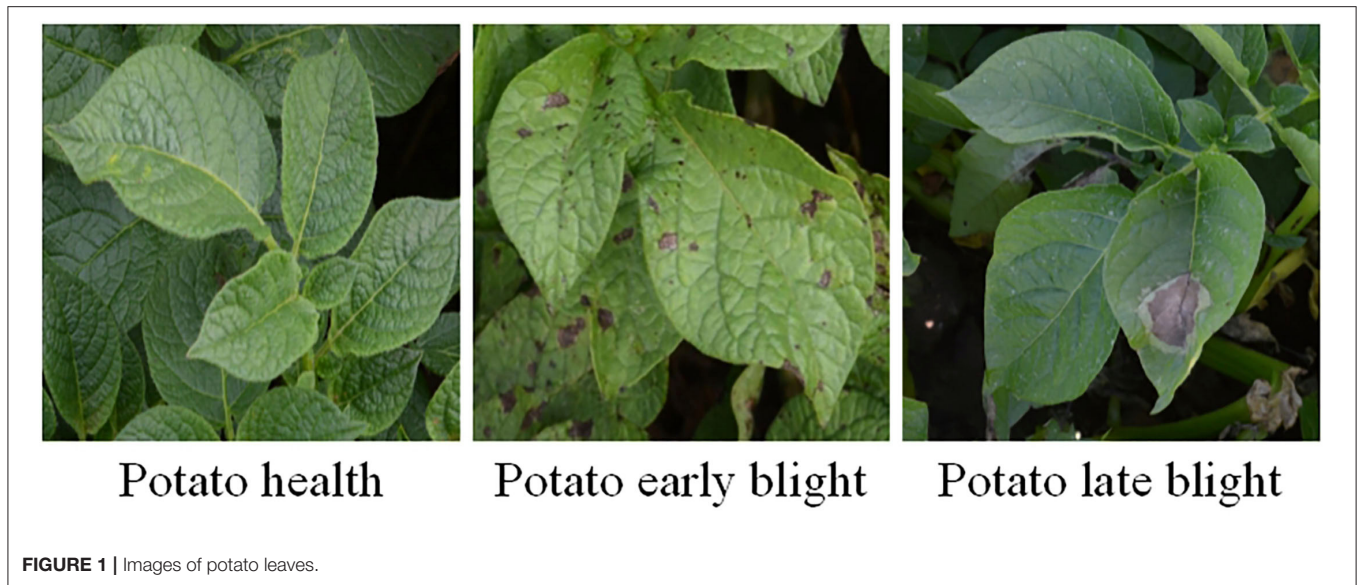 Potato health
Potato early blight
Potato late blight
FIGURE 1 | Images of potato leaves.